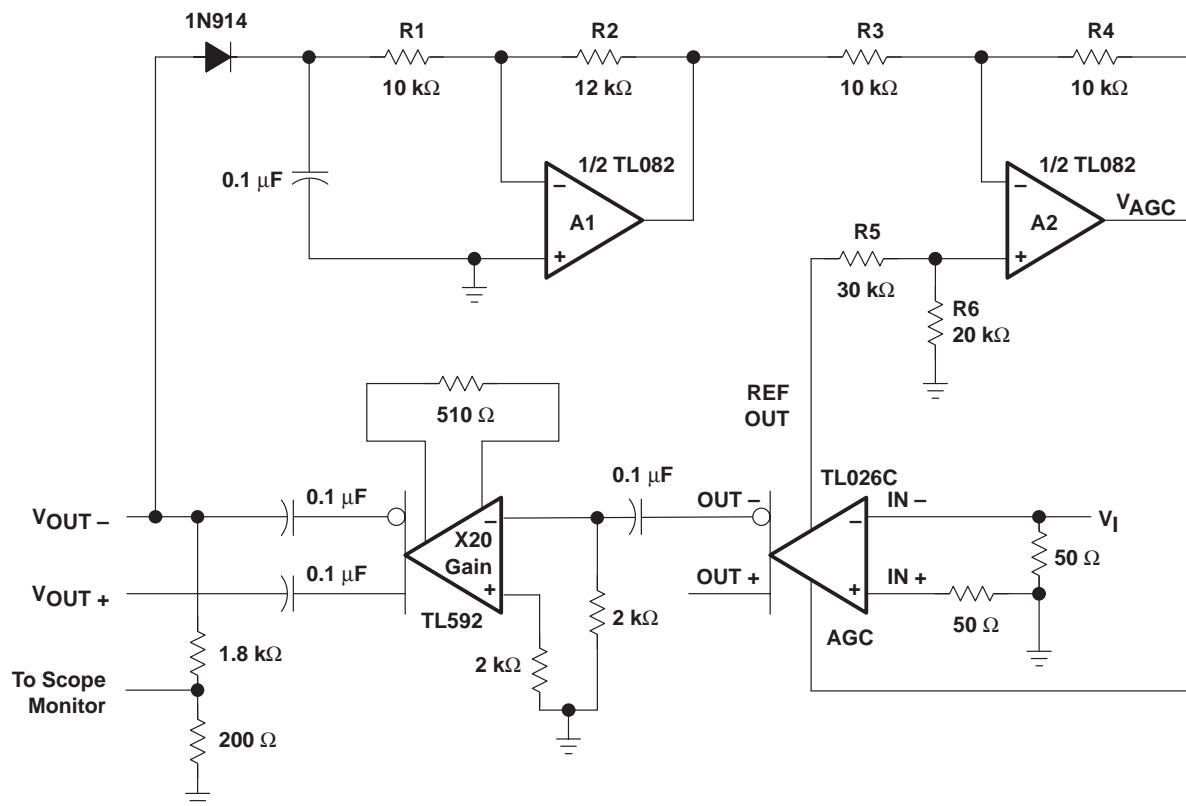 1N914
R1
10 kΩ
R2
12 kΩ
R3
10 kΩ
R4
10 kΩ
0.1 µF
1/2 TL082
−
A1
+
1/2 TL082
−
A2
+
VAGC
R5
30 kΩ
R6
20 kΩ
510 Ω
REF
OUT
0.1 µF
TL026C
VOUT −
0.1 µF
−
X20
Gain
+
TL592
OUT −
OUT +
−
+
IN −
IN +
VI
50 Ω
50 Ω
AGC
VOUT +
0.1 µF
2 kΩ
2 kΩ
1.8 kΩ
To Scope
Monitor
200 Ω